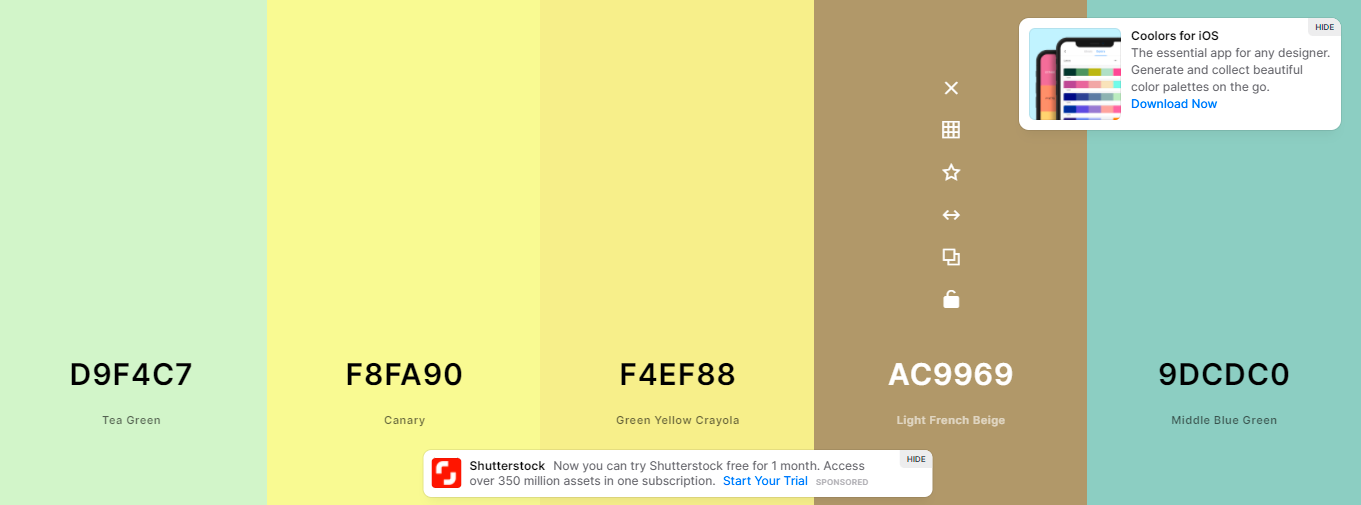 HIDE
Coolors for iOS
The essential app for any designer.
Generate and collect beautiful
color palettes on the go.
Download Now
D9F4C7
F8FA90
F4EF88
AC9969
9DCDC0
Tea Green
Canary
Green Yellow Crayola
Light French Beige
Middle Blue Green
HIDE
Shutterstock Now you can try Shutterstock free for 1 month. Access
over 350 million assets in one subscription. Start Your Trial SPONSORED